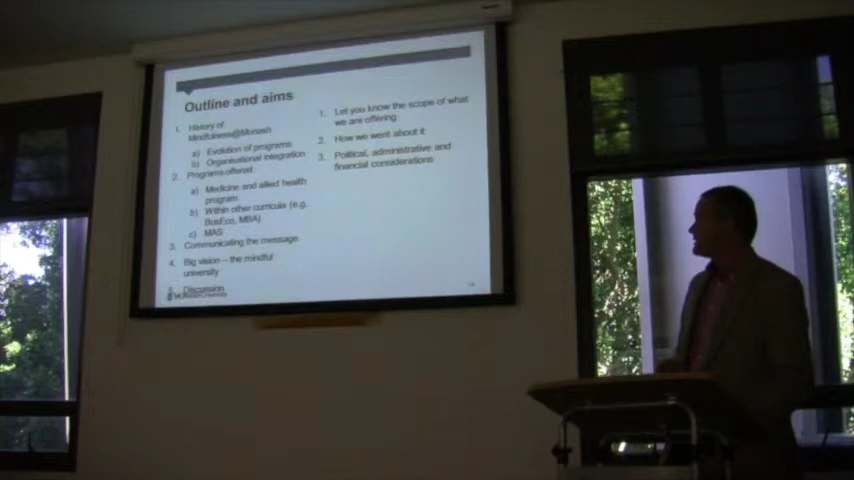 Outline and aims
1. History of
Mindfulness@Monash
a) Evolution of programs
b) Organisational integration
2. Programs offered
a) Medicine and allied health
program
b) Within other curricula (e.g.
BusEco, MBA)
c) MAS
3. Communicating the message
4. Big vision – the mindful
university
5. Discussion
1. Let you know the scope of what
we are offering
2. How we went about it
3. Political, administrative and
financial considerations
MONASH University